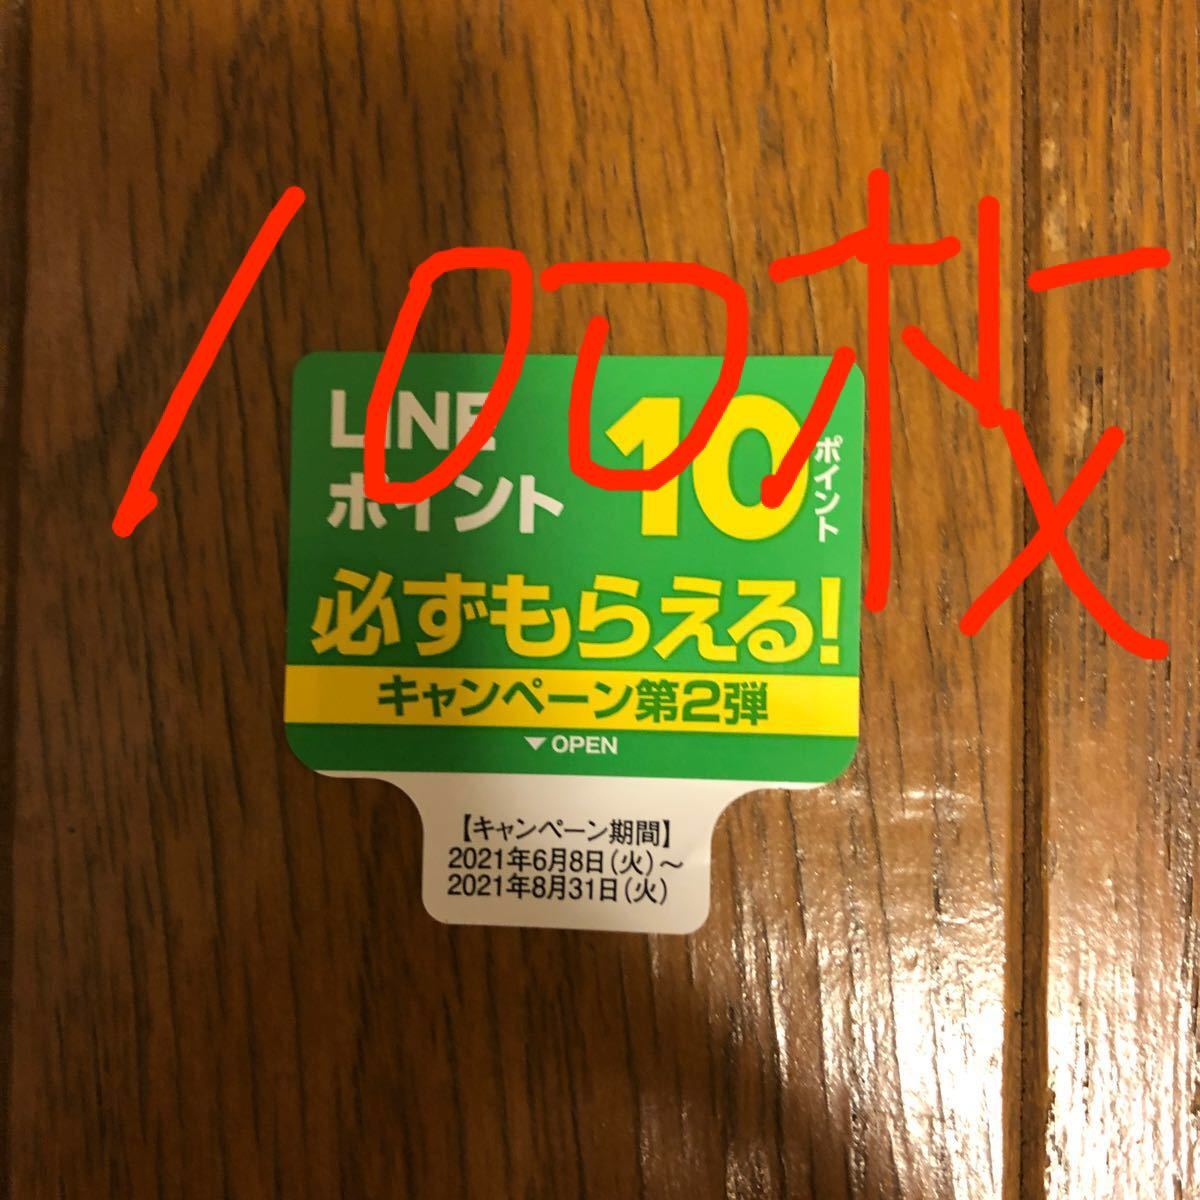 100枚
LINE
ポイント
10
ポイント
必ずもらえる!
キャンペーン第2弾
▼OPEN
【キャンペーン期間】
2021年6月8日(火)～
2021年8月31日(火)